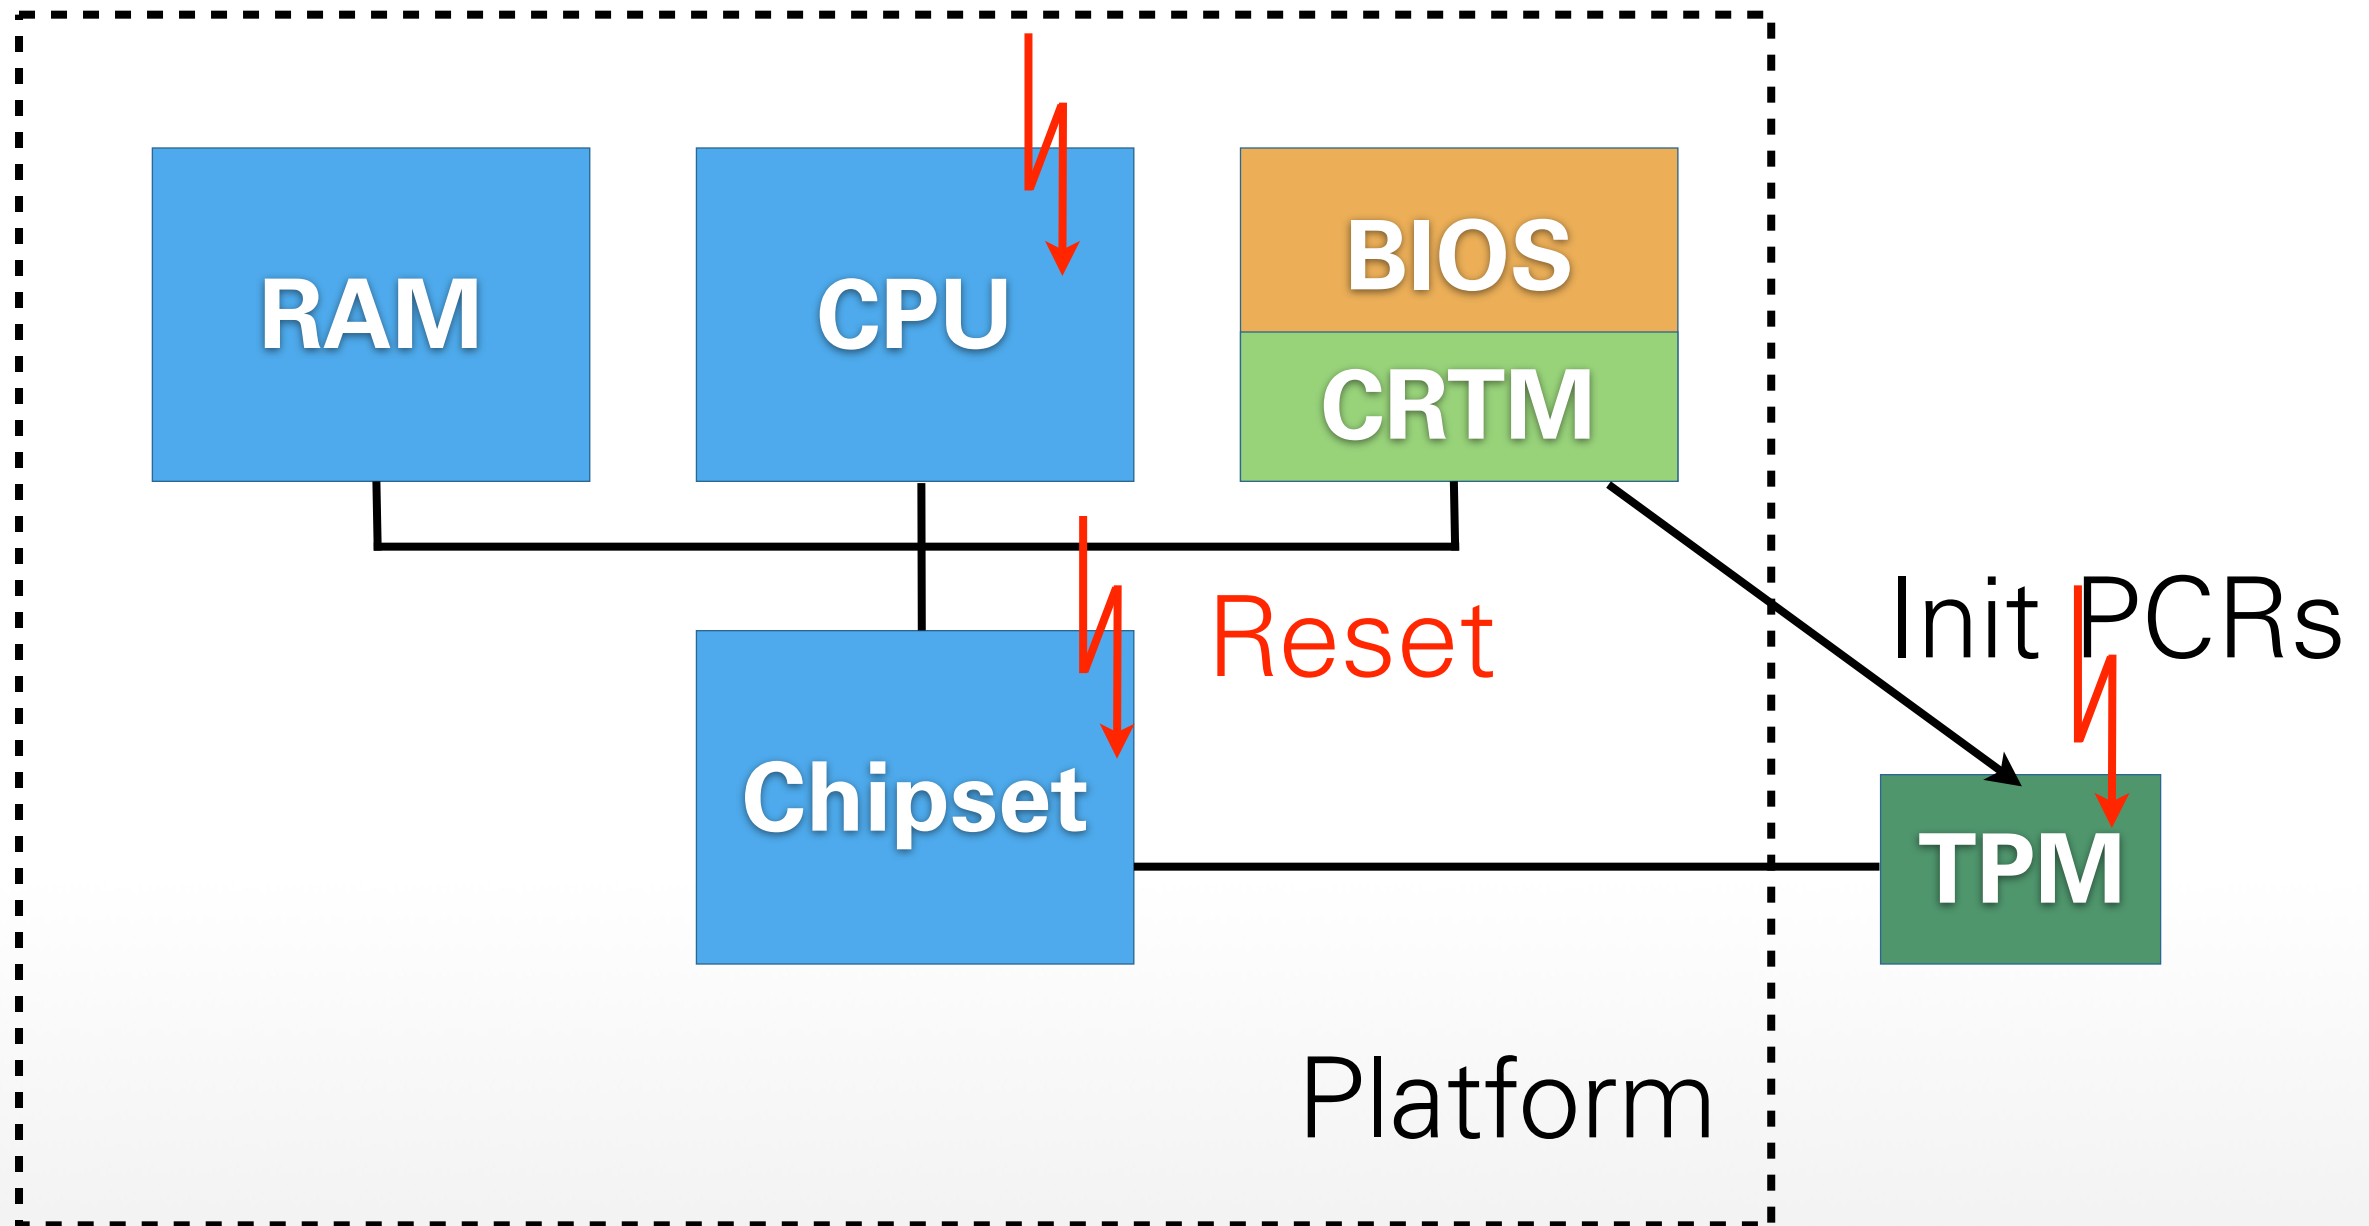 RAM
CPU
BIOS
CRTM
Reset
Init PCRs
Chipset
TPM
Platform